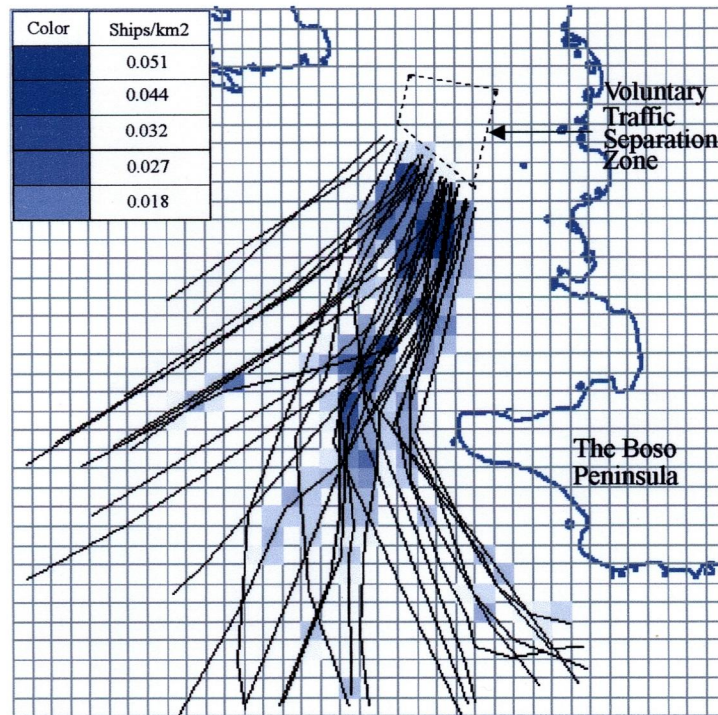 Color Ships/km2
0.051
0.044
0.032
0.027
0.018
Voluntary
Traffic
Separation
Zone
The Boso
Peninsula